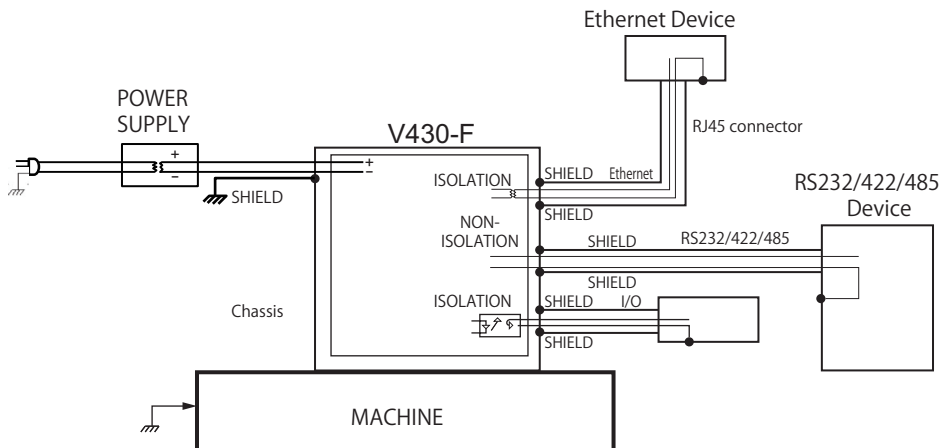 Ethernet Device
POWER
SUPPLY
+
−
V430-F
+
−
RJ45 connector
SHIELD
ISOLATION
SHIELD Ethernet
SHIELD
RS232/422/485
Device
NON-
ISOLATION
SHIELD RS232/422/485
SHIELD
Chassis
ISOLATION
SHIELD I/O
SHIELD
MACHINE